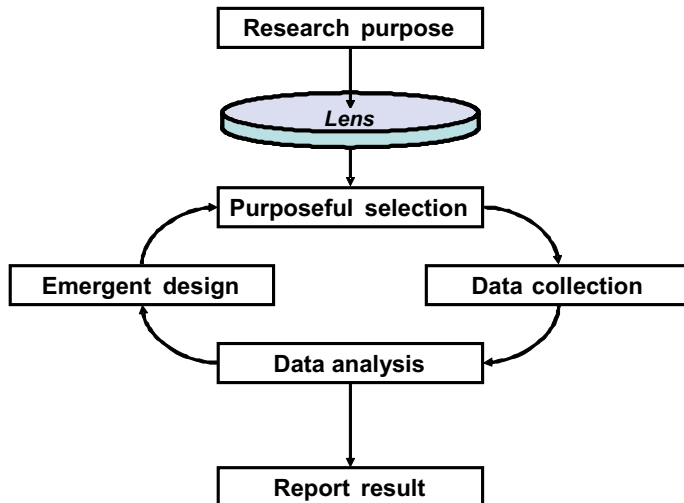 Research purpose
Lens
Purposeful selection
Emergent design
Data collection
Data analysis
Report result